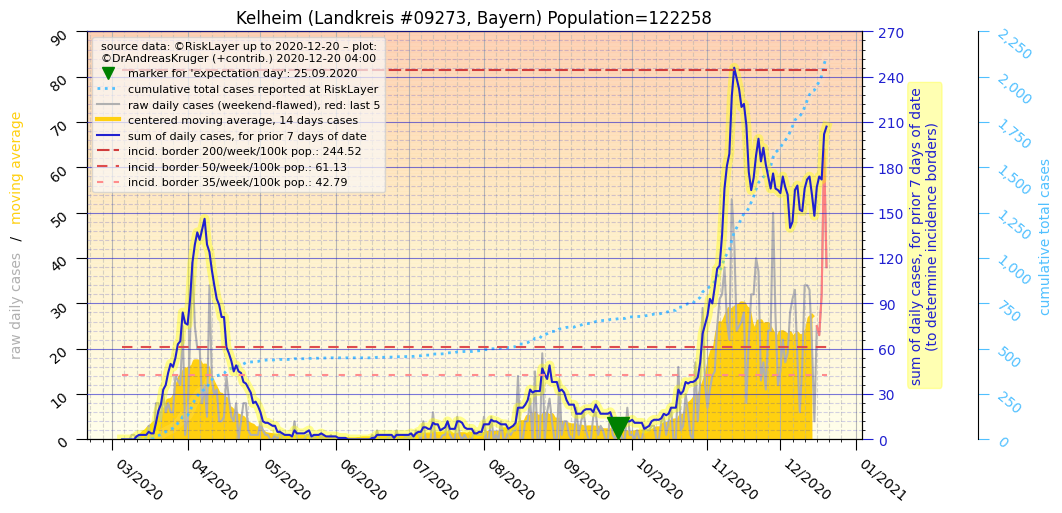 Kelheim (Landkreis #09273, Bayern) Population=122258
source data: ©RiskLayer up to 2020-12-20 – plot:
©DrAndreasKruger (+contrib.) 2020-12-20 04:00
marker for 'expectation day': 25.09.2020
cumulative total cases reported at RiskLayer
raw daily cases (weekend-flawed), red: last 5
centered moving average, 14 days cases
sum of daily cases, for prior 7 days of date
incid. border 200/week/100k pop.: 244.52
incid. border 50/week/100k pop.: 61.13
incid. border 35/week/100k pop.: 42.79
raw daily cases / moving average
90
80
70
60
50
40
30
20
10
0
270
240
210
180
150
120
90
60
30
0
sum of daily cases, for prior 7 days of date
(to determine incidence borders)
2,250
2,000
1,750
1,500
1,250
1,000
750
500
250
0
cumulative total cases
03/2020
04/2020
05/2020
06/2020
07/2020
08/2020
09/2020
10/2020
11/2020
12/2020
01/2021